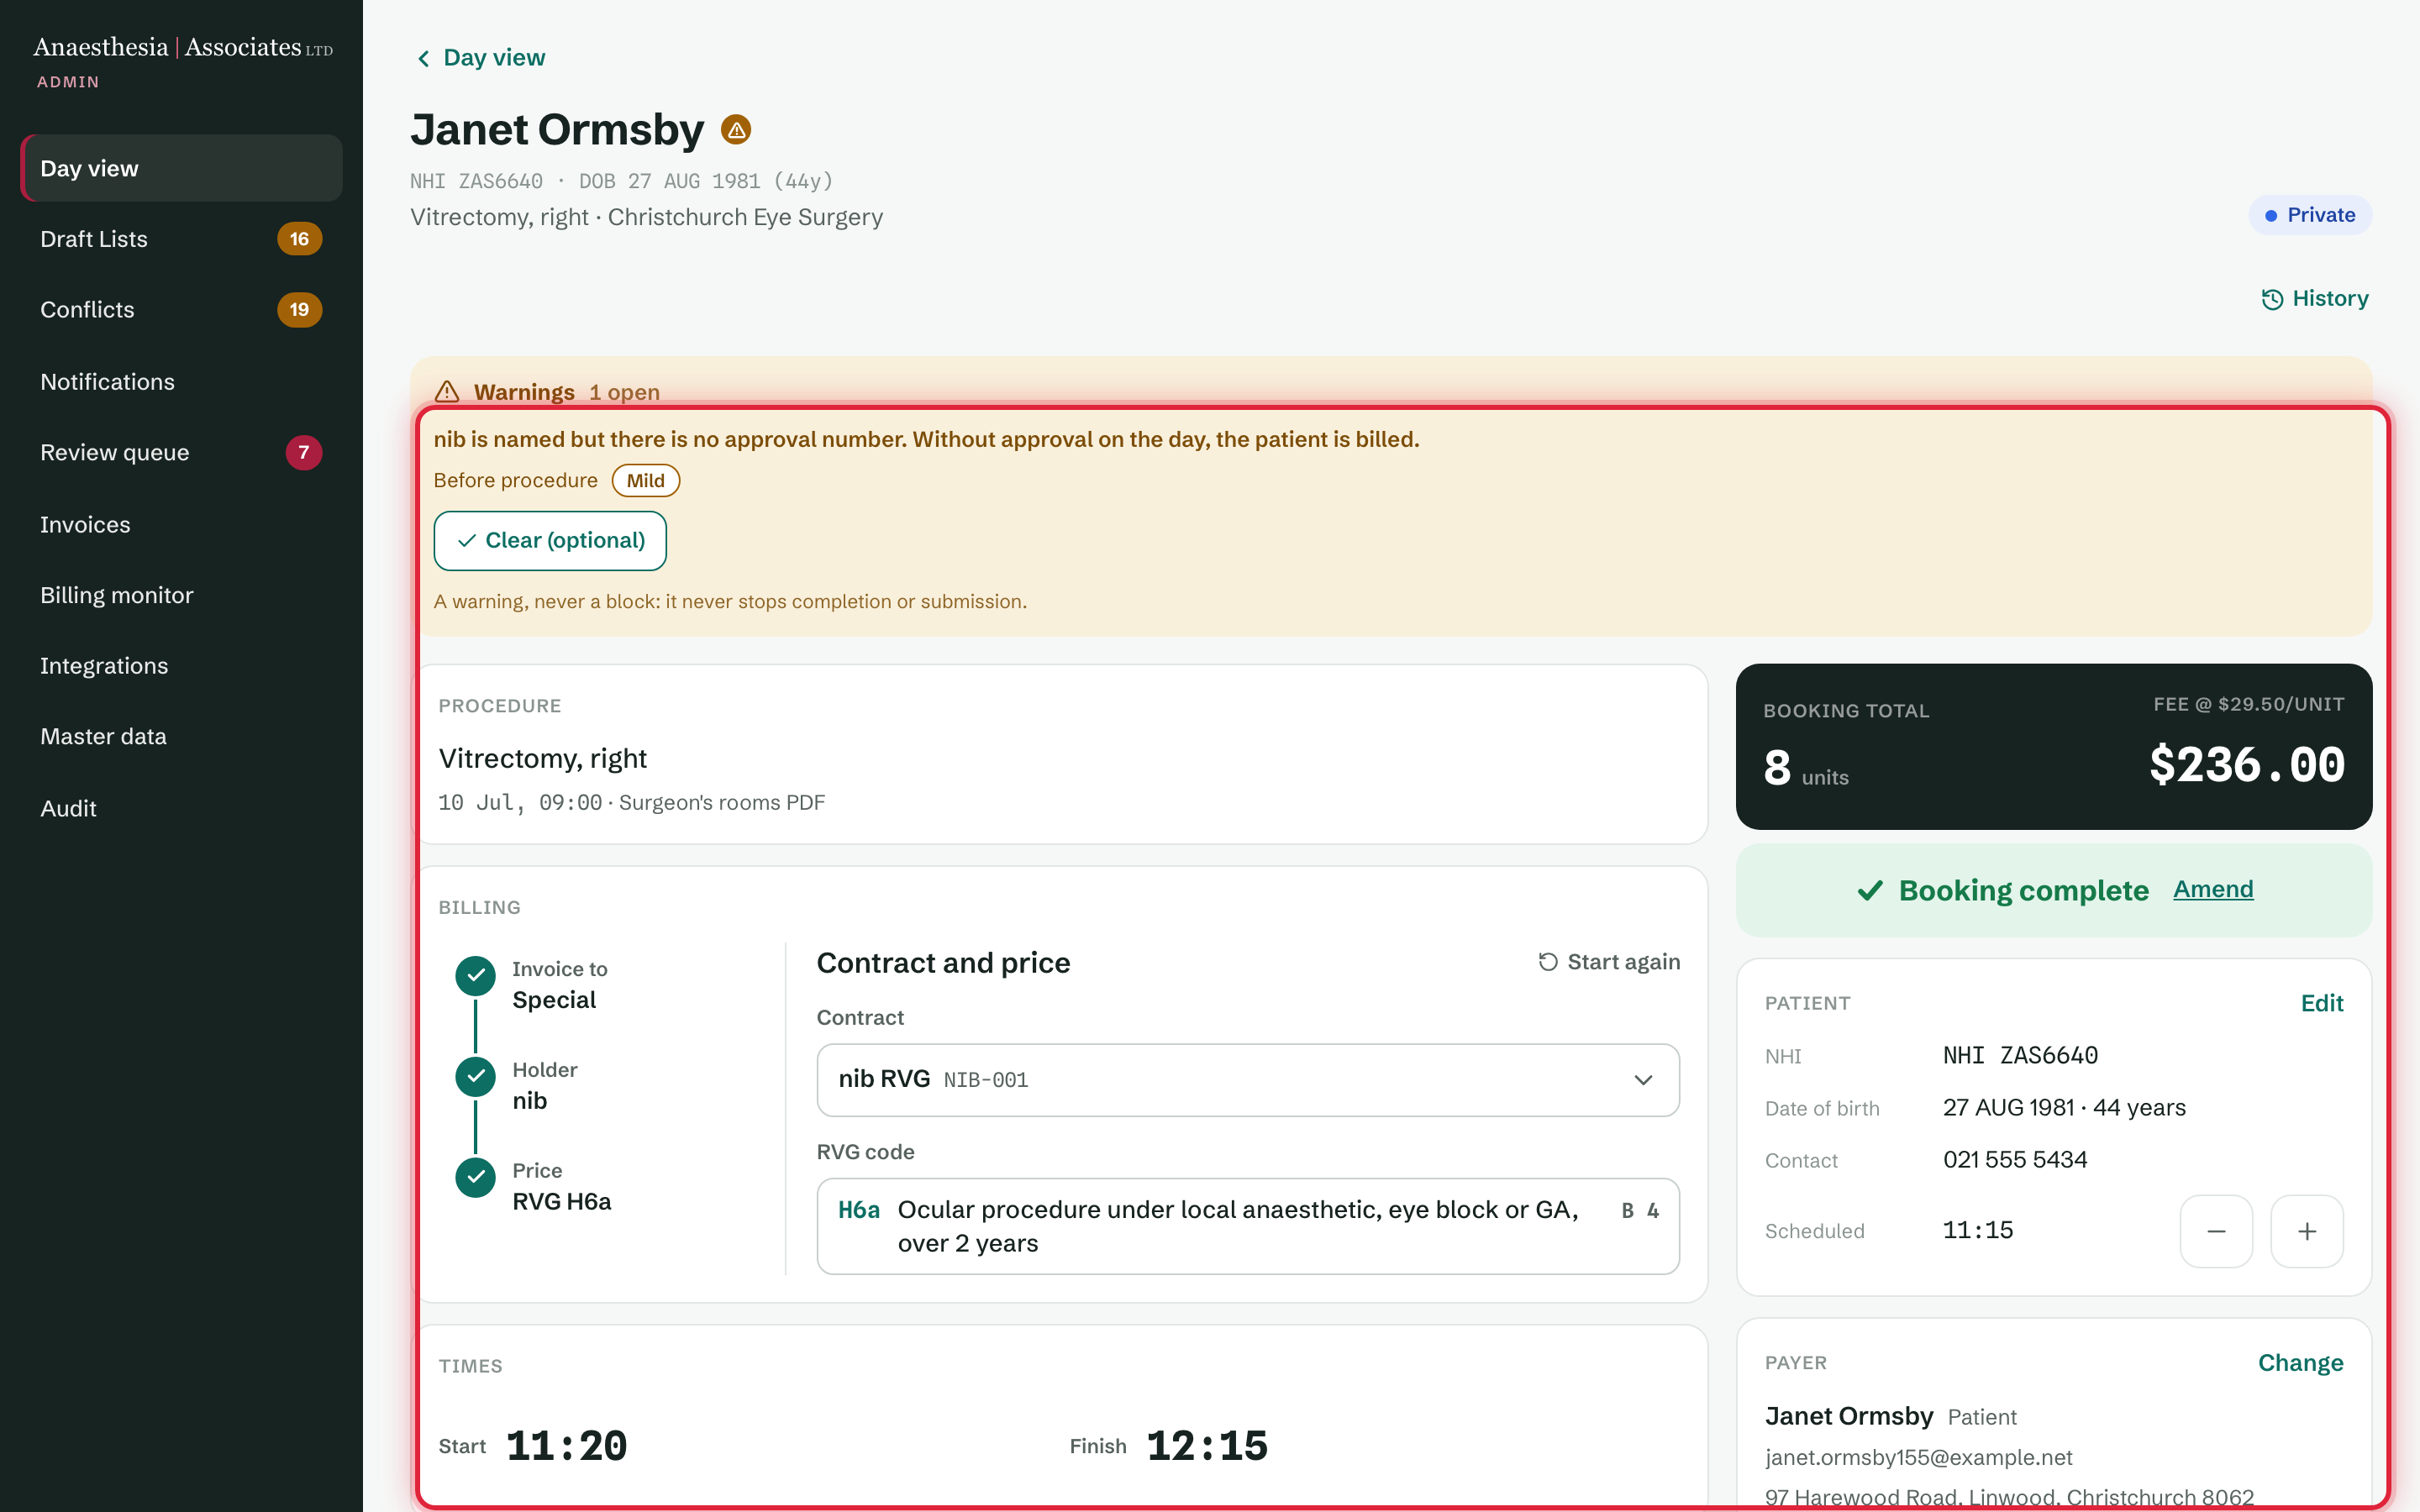 Anaesthesia | Associates LTD
ADMIN
Day view
Draft Lists 16
Conflicts 19
Notifications
Review queue 7
Invoices
Billing monitor
Integrations
Master data
Audit
Day view
Janet Ormsby
NHI ZAS6640 · DOB 27 AUG 1981 (44y)
Vitrectomy, right · Christchurch Eye Surgery
Private
History
Warnings 1 open
nib is named but there is no approval number. Without approval on the day, the patient is billed.
Before procedure Mild
Clear (optional)
A warning, never a block: it never stops completion or submission.
PROCEDURE
Vitrectomy, right
10 Jul, 09:00 · Surgeon's rooms PDF
BILLING
Invoice to
Special
Holder
nib
Price
RVG H6a
Contract and price
Start again
Contract
nib RVG NIB-001
RVG code
H6a Ocular procedure under local anaesthetic, eye block or GA, B 4
over 2 years
TIMES
Start 11:20
Finish 12:15
BOOKING TOTAL
FEE @ $29.50/UNIT
8 units
$236.00
Booking complete Amend
PATIENT Edit
NHI NHI ZAS6640
Date of birth 27 AUG 1981 · 44 years
Contact 021 555 5434
Scheduled 11:15 − +
PAYER Change
Janet Ormsby Patient
janet.ormsby155@example.net
97 Harewood Road, Linwood, Christchurch 8062